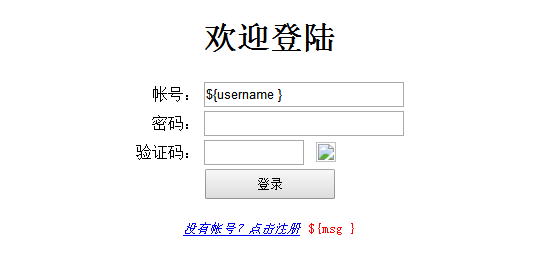 欢迎登陆
帐号： ${username }
密码：
验证码：
登录
没有帐号？点击注册 ${msg }